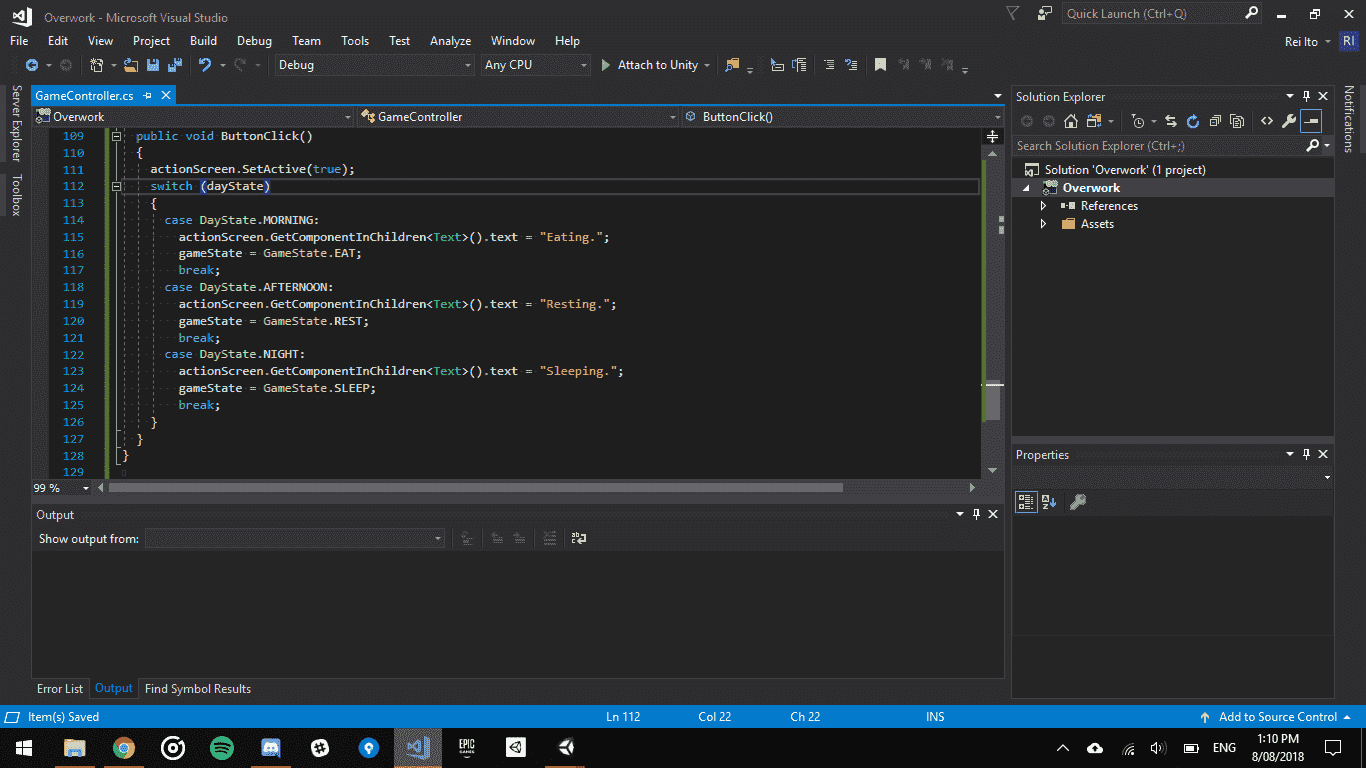 Overwork - Microsoft Visual Studio
Quick Launch (Ctrl+Q)
File Edit View Project Build Debug Team Tools Test Analyze Window Help
Rei Ito RI
Debug Any CPU Attach to Unity
Server Explorer
Toolbox
GameController.cs
Overwork GameController ButtonClick()
109 public void ButtonClick()
110 {
111 actionScreen.SetActive(true);
112 switch (dayState)
113 {
114 case DayState.MORNING:
115 actionScreen.GetComponentInChildren<Text>().text = "Eating.";
116 gameState = GameState.EAT;
117 break;
118 case DayState.AFTERNOON:
119 actionScreen.GetComponentInChildren<Text>().text = "Resting.";
120 gameState = GameState.REST;
121 break;
122 case DayState.NIGHT:
123 actionScreen.GetComponentInChildren<Text>().text = "Sleeping.";
124 gameState = GameState.SLEEP;
125 break;
126 }
127 }
128 }
129
99 %
Output
Show output from:
Error List Output Find Symbol Results
Solution Explorer
Search Solution Explorer (Ctrl+;)
Solution 'Overwork' (1 project)
Overwork
References
Assets
Properties
Notifications
Item(s) Saved Ln 112 Col 22 Ch 22 INS Add to Source Control
EPIC GAMES
ENG
1:10 PM
8/08/2018